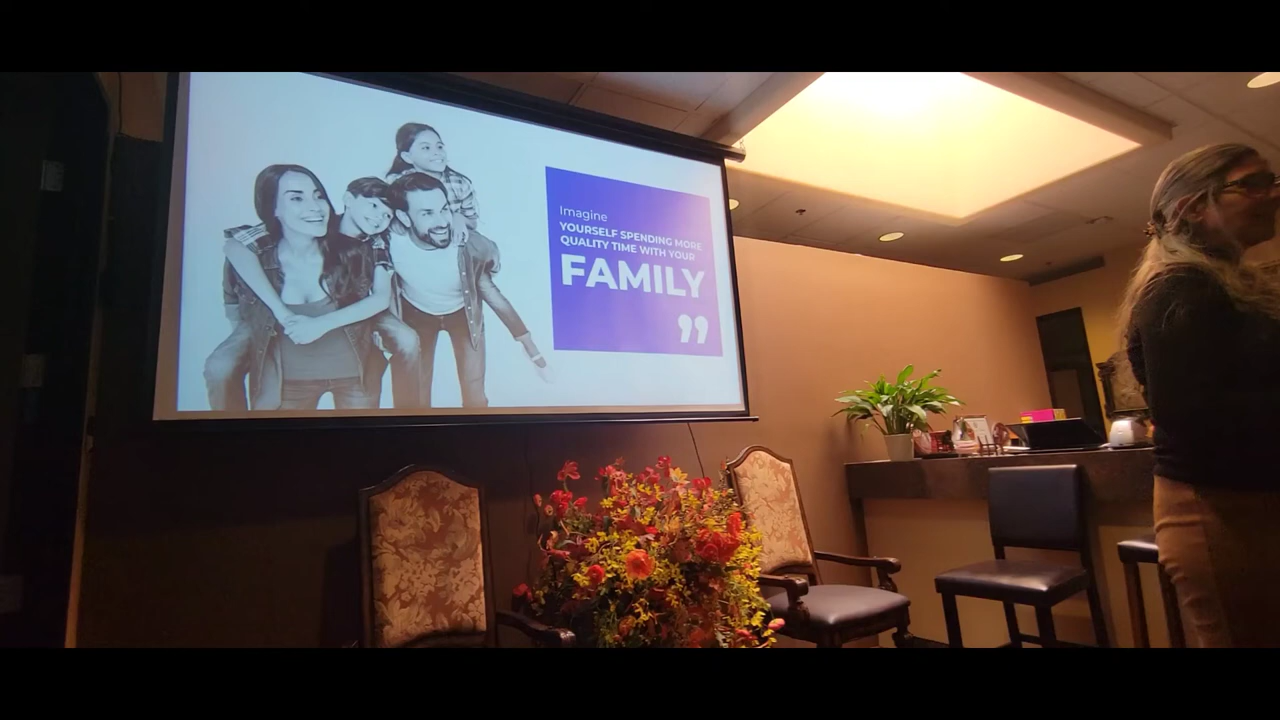 Imagine
YOURSELF SPENDING MORE
QUALITY TIME WITH YOUR
FAMILY
”